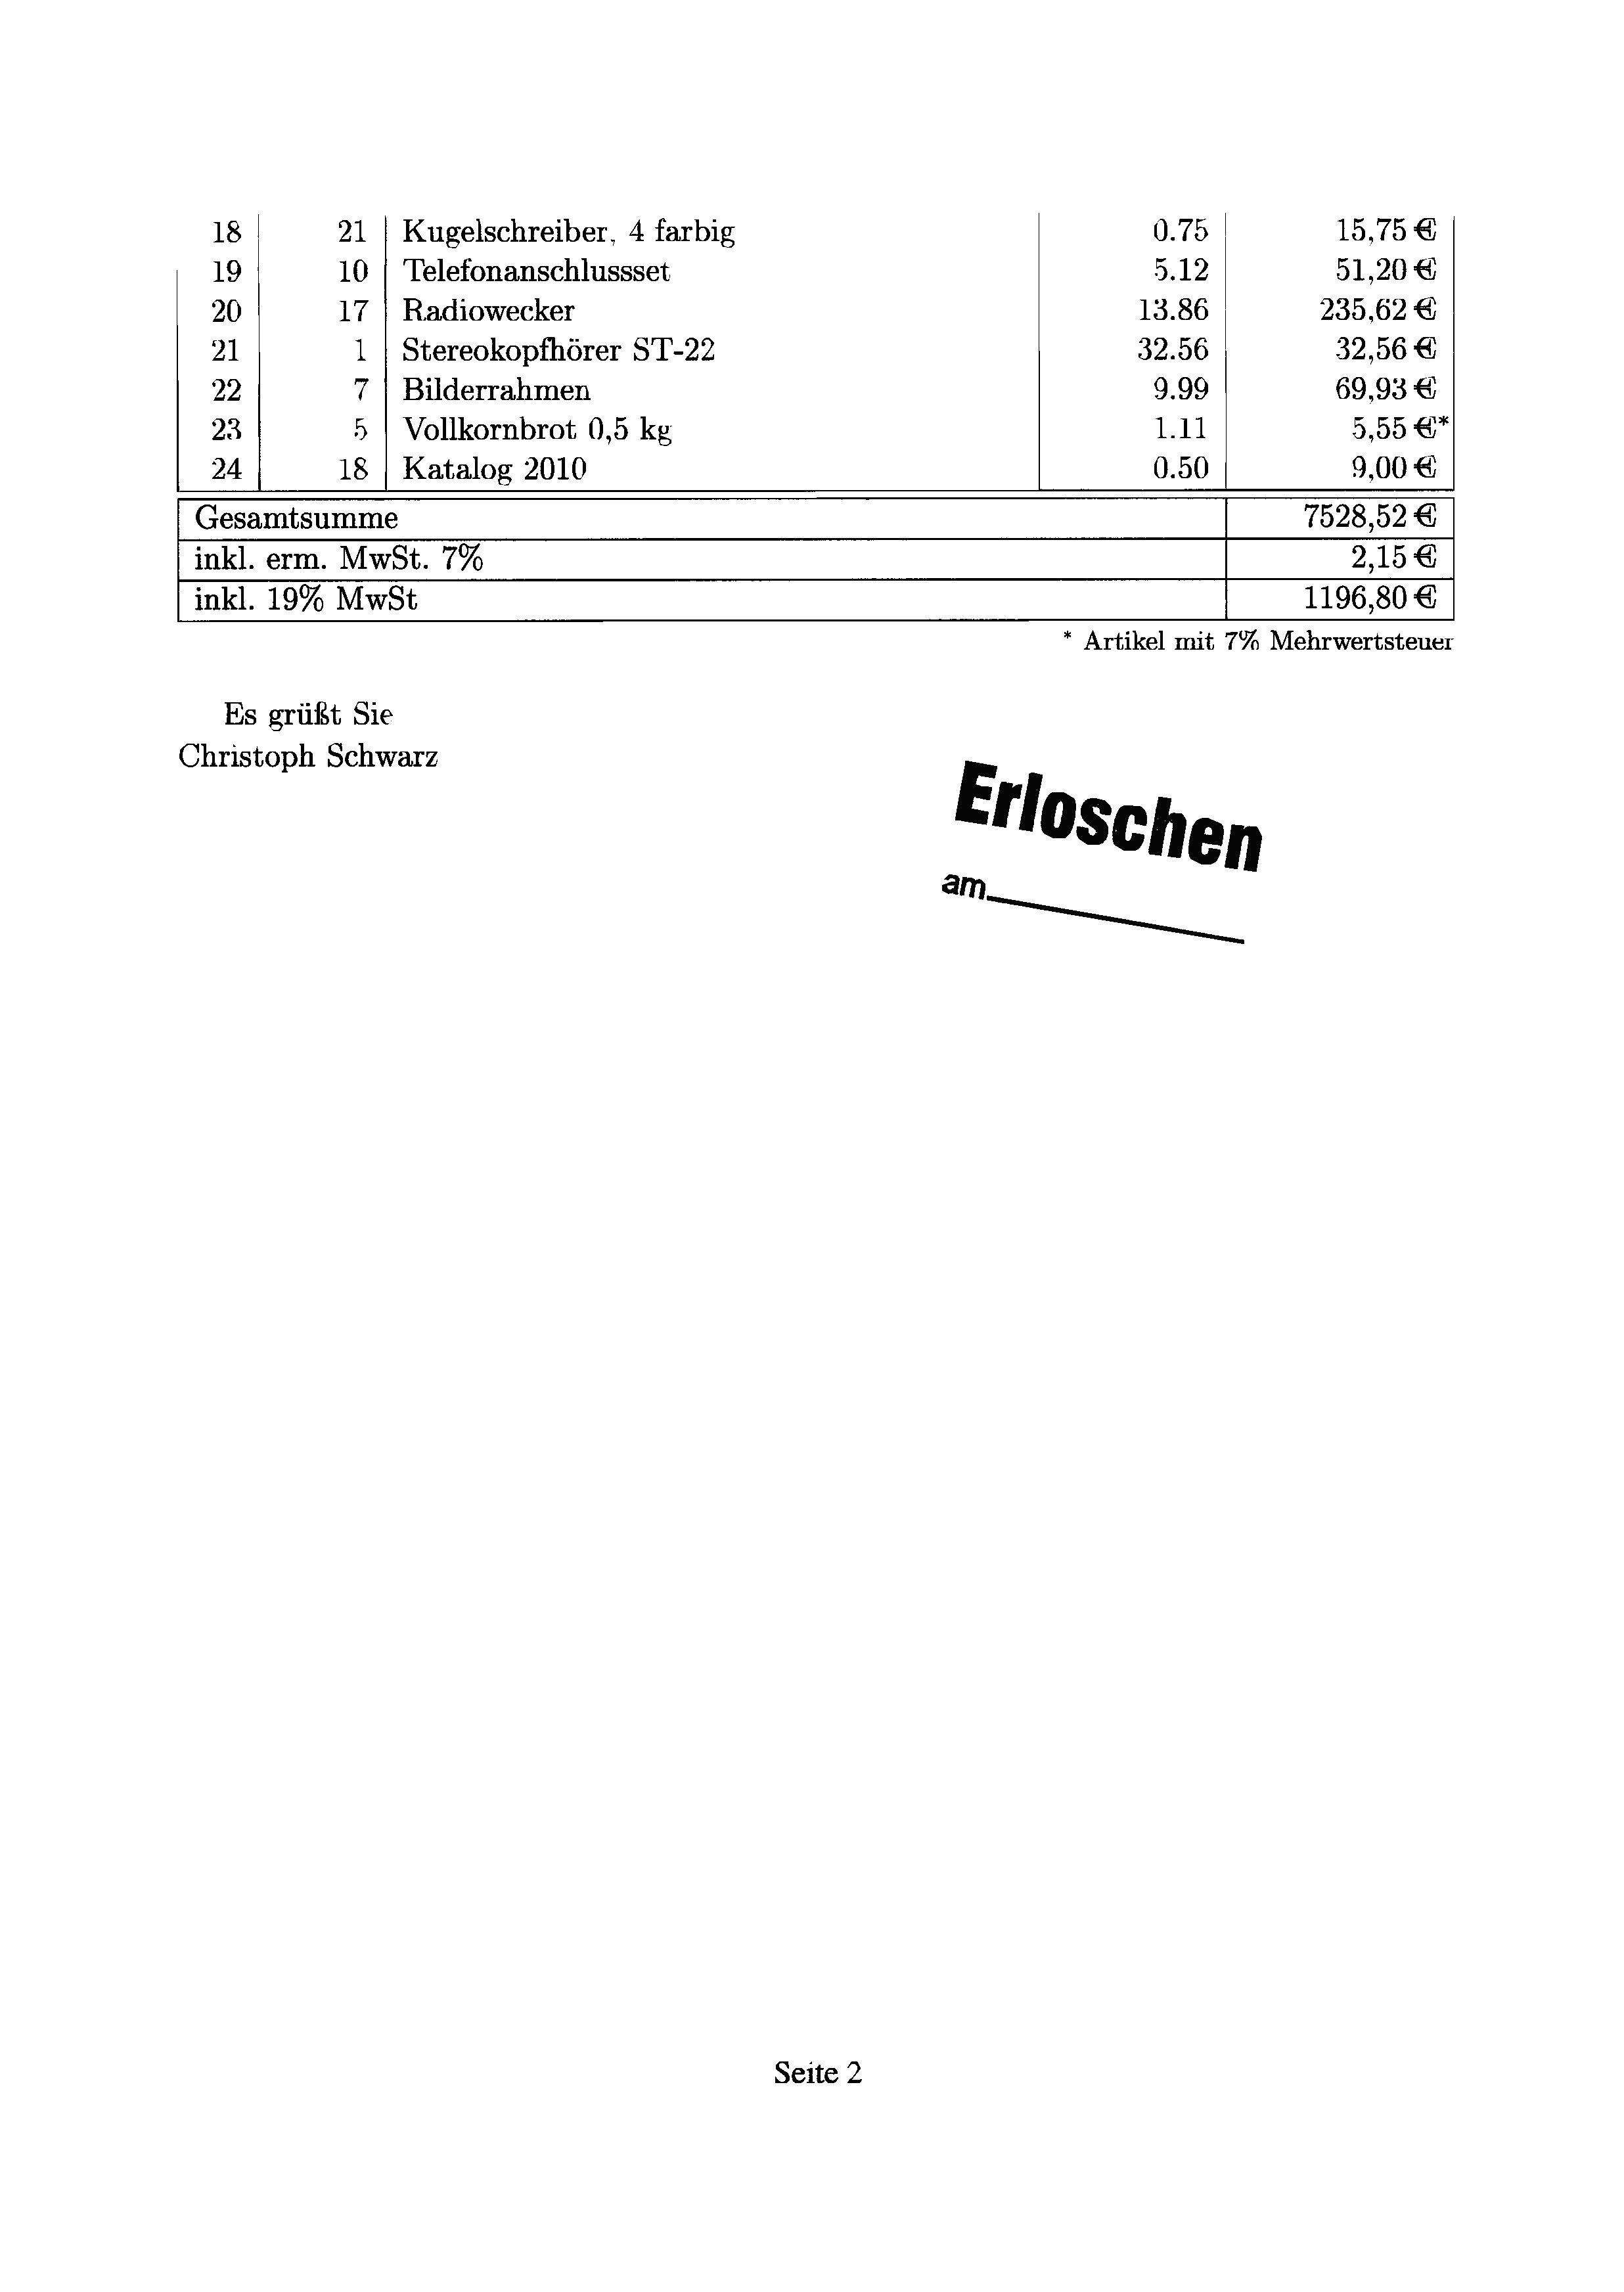 18 21 Kugelschreiber, 4 farbig 0.75 15,75 €
19 10 Telefonanschlussset 5.12 51,20 €
20 17 Radiowecker 13.86 235,62 €
21 1 Stereokopfhörer ST-22 32.56 32,56 €
22 7 Bilderrahmen 9.99 69,93 €
23 5 Vollkornbrot 0,5 kg 1.11 5,55 €*
24 18 Katalog 2010 0.50 9,00 €
Gesamtsumme 7528,52 €
inkl. erm. MwSt. 7% 2,15 €
inkl. 19% MwSt 1196,80 €
* Artikel mit 7% Mehrwertsteuer
Es grüßt Sie
Christoph Schwarz
Erloschen
am
Seite 2